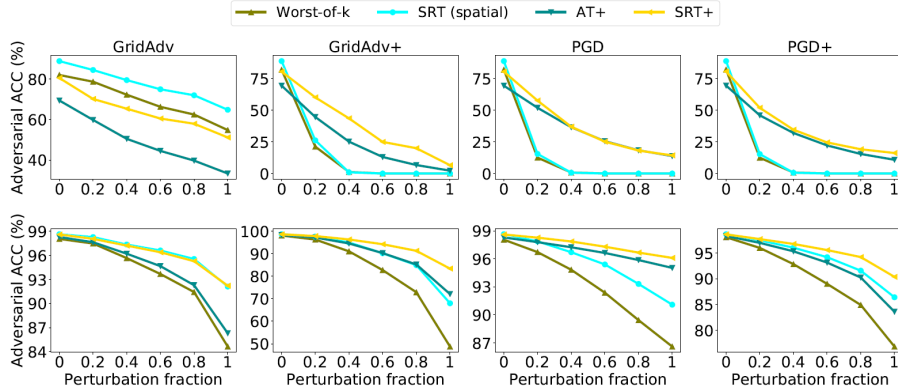 Worst-of-k SRT (spatial) AT+ SRT+
GridAdv GridAdv+ PGD PGD+
Adversarial ACC (%)
80
60
40
0 0.2 0.4 0.6 0.8 1
75
50
25
0
0 0.2 0.4 0.6 0.8 1
75
50
25
0
0 0.2 0.4 0.6 0.8 1
75
50
25
0
0 0.2 0.4 0.6 0.8 1
Adversarial ACC (%)
99
96
93
90
87
84
0 0.2 0.4 0.6 0.8 1
Perturbation fraction
100
90
80
70
60
50
0 0.2 0.4 0.6 0.8 1
Perturbation fraction
99
96
93
90
87
0 0.2 0.4 0.6 0.8 1
Perturbation fraction
95
90
85
80
0 0.2 0.4 0.6 0.8 1
Perturbation fraction